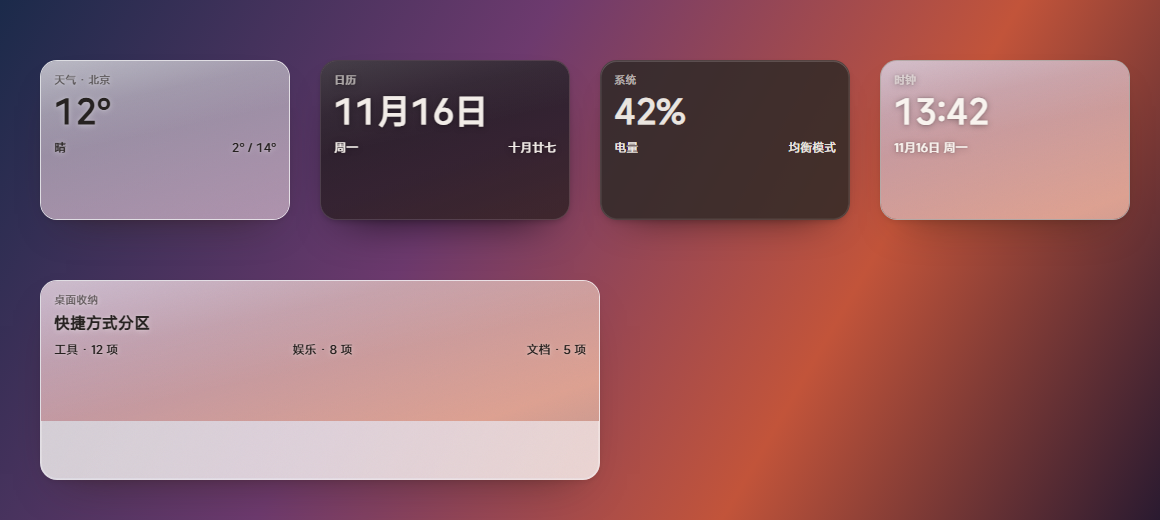 天气 · 北京
12°
晴 2° / 14°
日历
11月16日
周一 十月廿七
系统
42%
电量 均衡模式
时钟
13:42
11月16日 周一
桌面收纳
快捷方式分区
工具 · 12 项 娱乐 · 8 项 文档 · 5 项